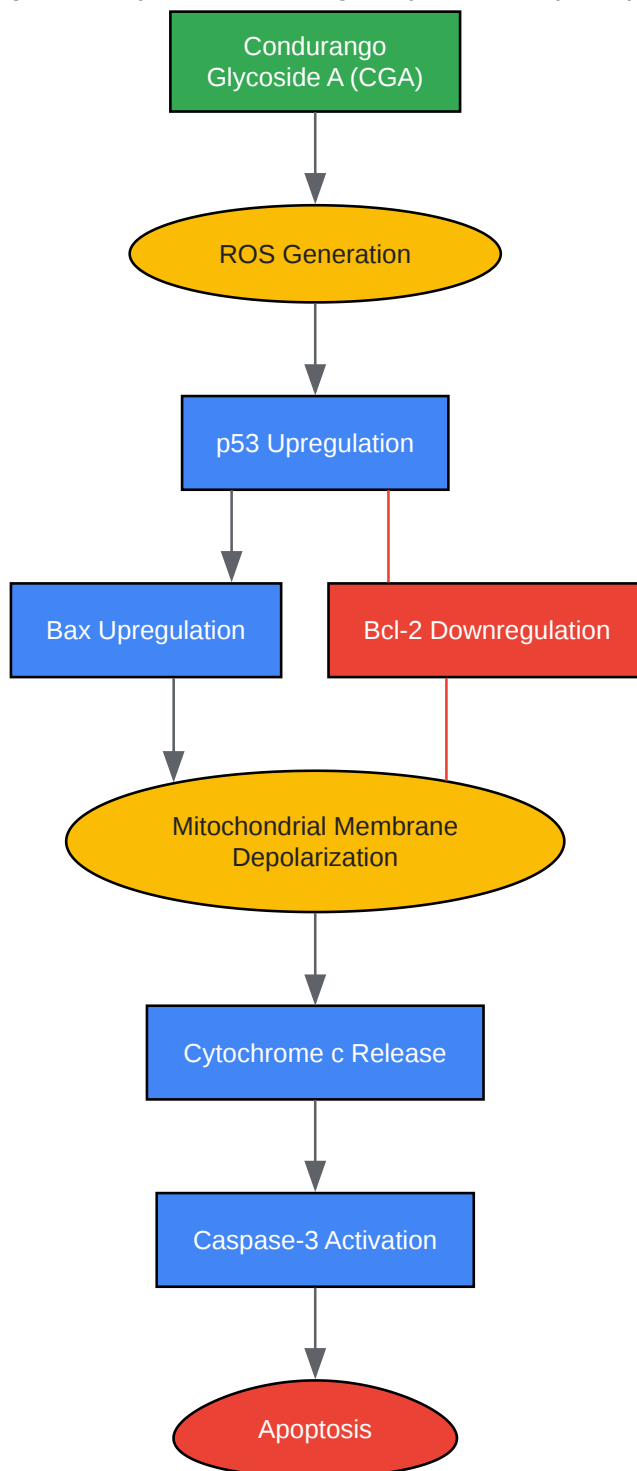 Condurango
Glycoside A (CGA)
ROS Generation
p53 Upregulation
Bax Upregulation
Bcl-2 Downregulation
Mitochondrial Membrane
Depolarization
Cytochrome c Release
Caspase-3 Activation
Apoptosis